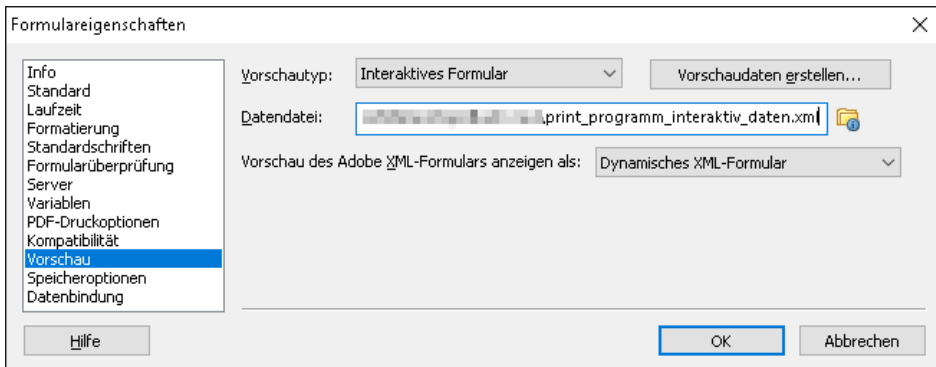 Formulareigenschaften
Info
Standard
Laufzeit
Formatierung
Standardschriften
Formularüberprüfung
Server
Variablen
PDF-Druckoptionen
Kompatibilität
Vorschau
Speicheroptionen
Datenbindung
Vorschautyp: Interaktives Formular Vorschaudaten erstellen...
Datendatei: \print_programm_interaktiv_daten.xml
Vorschau des Adobe XML-Formulars anzeigen als: Dynamisches XML-Formular
Hilfe OK Abbrechen